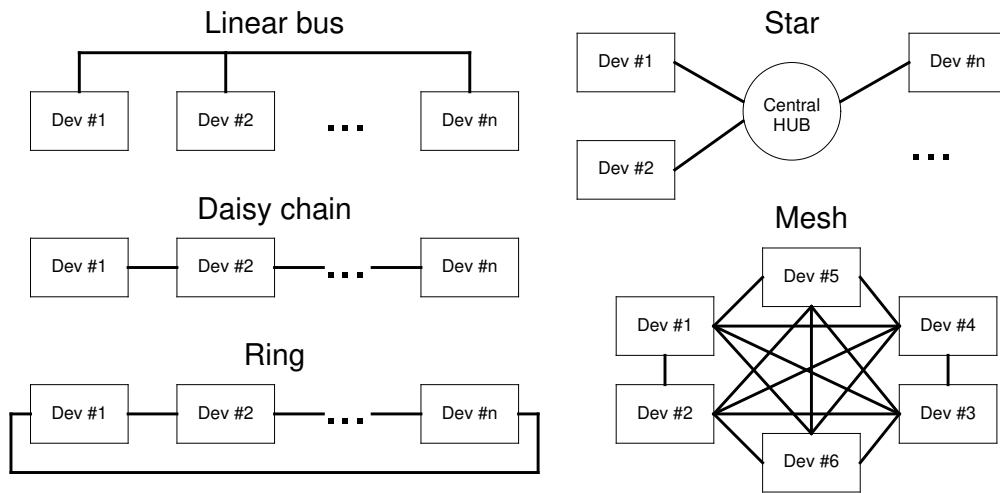 Linear bus
Dev #1
Dev #2
...
Dev #n
Daisy chain
Dev #1
Dev #2
...
Dev #n
Ring
Dev #1
Dev #2
...
Dev #n
Star
Dev #1
Dev #n
Central
HUB
Dev #2
...
Mesh
Dev #5
Dev #1
Dev #4
Dev #2
Dev #3
Dev #6